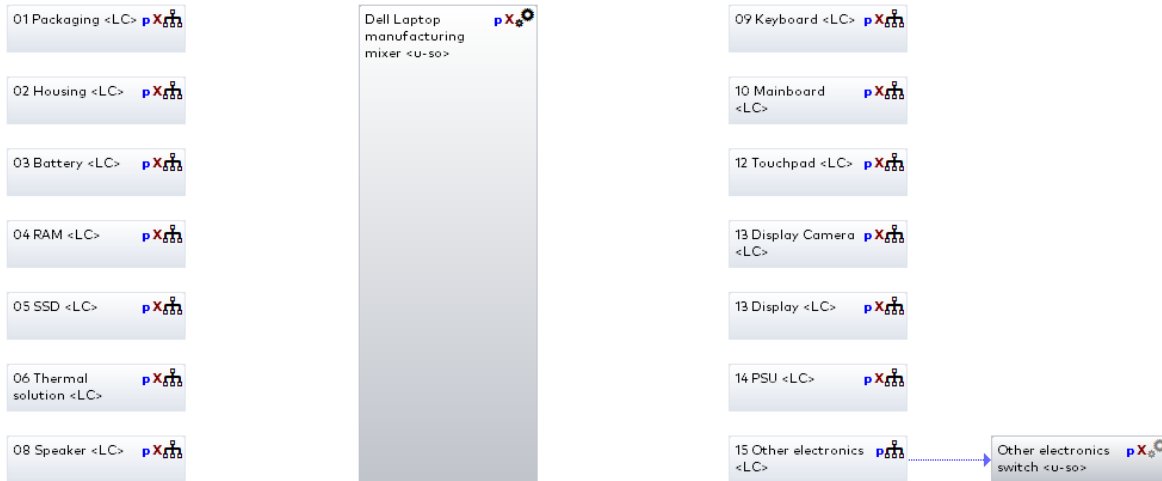 01 Packaging <LC> p X
02 Housing <LC> p X
03 Battery <LC> p X
04 RAM <LC> p X
05 SSD <LC> p X
06 Thermal p X
solution <LC>
08 Speaker <LC> p X
Dell Laptop p X
manufacturing
mixer <u-so>
09 Keyboard <LC> p X
10 Mainboard p X
<LC>
12 Touchpad <LC> p X
13 Display Camera p X
<LC>
13 Display <LC> p X
14 PSU <LC> p X
15 Other electronics p
<LC>
Other electronics p X
switch <u-so>